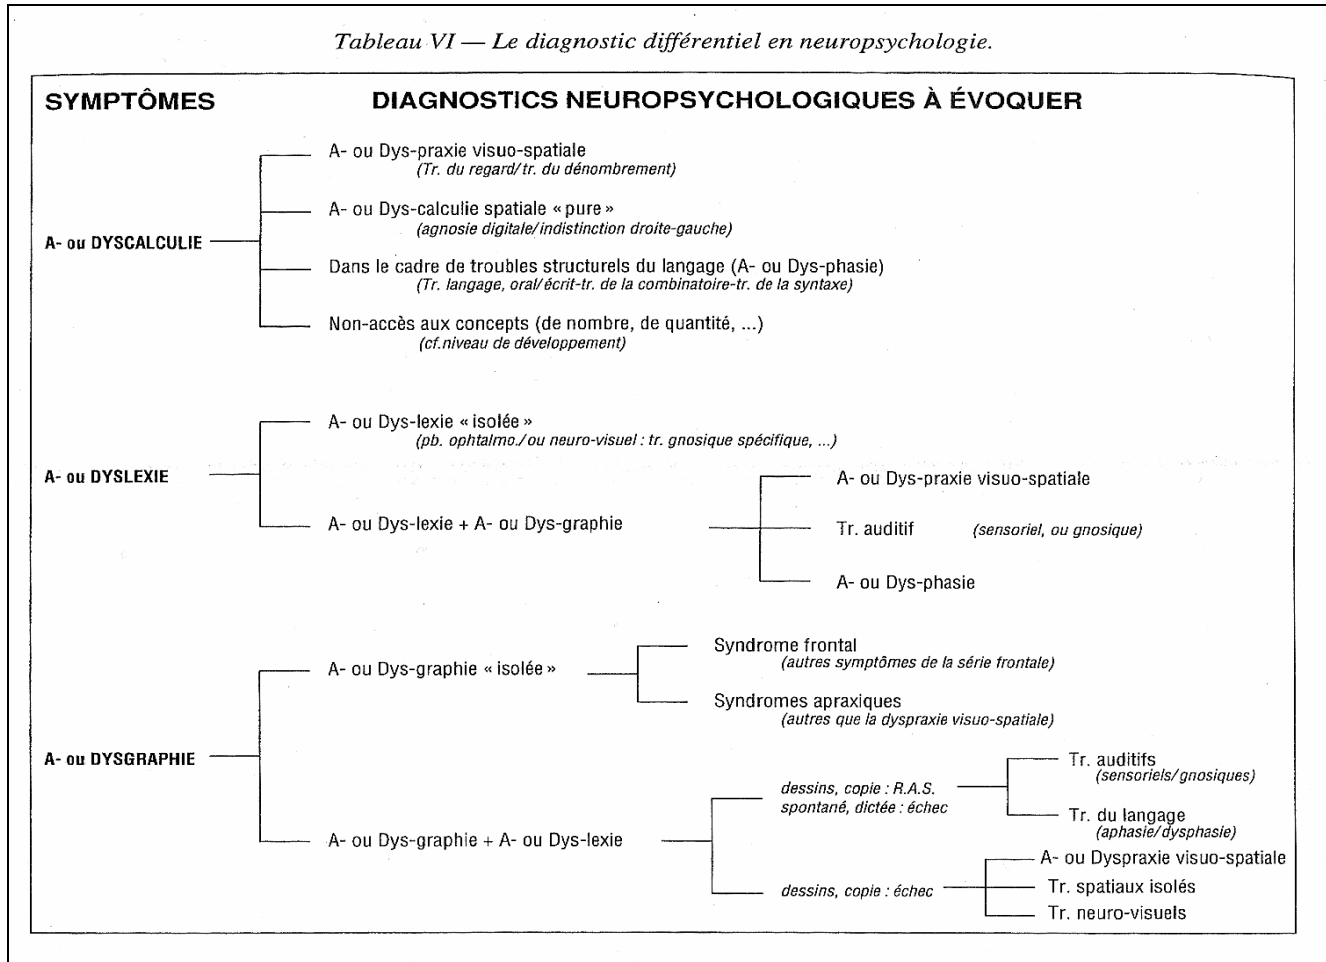 Tableau VI — Le diagnostic différentiel en neuropsychologie.
SYMPTÔMES
DIAGNOSTICS NEUROPSYCHOLOGIQUES À ÉVOQUER
A- ou DYSCALCULIE
A- ou Dys-praxie visuo-spatiale
(Tr. du regard/tr. du dénombrement)
A- ou Dys-calculie spatiale « pure »
(agnosie digitale/indistinction droite-gauche)
Dans le cadre de troubles structurels du langage (A- ou Dys-phasie)
(Tr. langage, oral/écrit-tr. de la combinatoire-tr. de la syntaxe)
Non-accès aux concepts (de nombre, de quantité, ...)
(cf.niveau de développement)
A- ou DYSLEXIE
A- ou Dys-lexie « isolée »
(pb. ophtalmo./ou neuro-visuel : tr. gnosique spécifique, ...)
A- ou Dys-lexie + A- ou Dys-graphie
A- ou Dys-praxie visuo-spatiale
Tr. auditif (sensoriel, ou gnosique)
A- ou Dys-phasie
A- ou DYSGRAPHIE
A- ou Dys-graphie « isolée »
Syndrome frontal
(autres symptômes de la série frontale)
Syndromes apraxiques
(autres que la dyspraxie visuo-spatiale)
A- ou Dys-graphie + A- ou Dys-lexie
dessins, copie : R.A.S.
spontané, dictée : échec
Tr. auditifs
(sensoriels/gnosiques)
Tr. du langage
(aphasie/dysphasie)
dessins, copie : échec
A- ou Dyspraxie visuo-spatiale
Tr. spatiaux isolés
Tr. neuro-visuels